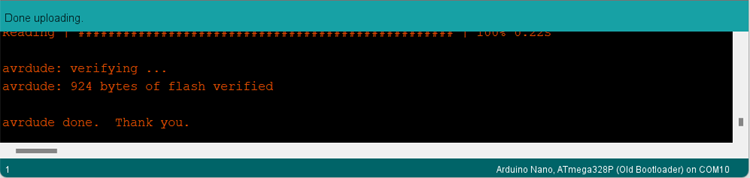 Done uploading.
Reading | ################################################## | 100% 0.22s
avrdude: verifying ...
avrdude: 924 bytes of flash verified
avrdude done.  Thank you.
1
Arduino Nano, ATmega328P (Old Bootloader) on COM10